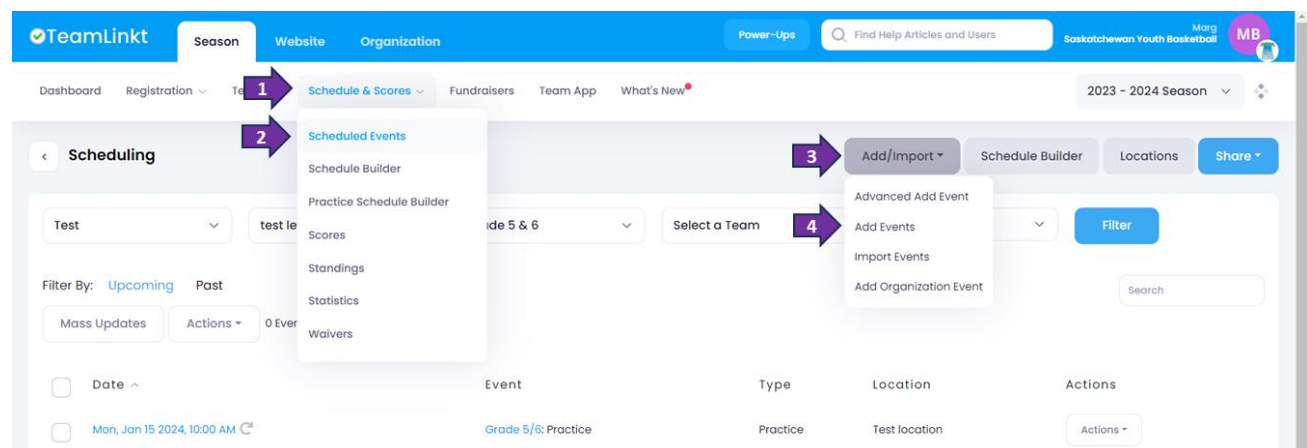 TeamLinkt
Season
Website
Organization
Power-Ups
Find Help Articles and Users
Marg
Saskatchewan Youth Basketball
MB
Dashboard
Registration
1
Schedule & Scores
Fundraisers
Team App
What's New
2023 - 2024 Season
2
Scheduled Events
Schedule Builder
Practice Schedule Builder
Scores
Standings
Statistics
Waivers
Scheduling
3
Add/Import
Schedule Builder
Locations
Share
Advanced Add Event
4
Add Events
Import Events
Add Organization Event
Test
test le
de 5 & 6
Select a Team
Filter
Filter By: Upcoming Past
Search
Mass Updates
Actions
0 Ever
Date
Event
Type
Location
Actions
Mon, Jan 15 2024, 10:00 AM
Grade 5/6: Practice
Practice
Test location
Actions